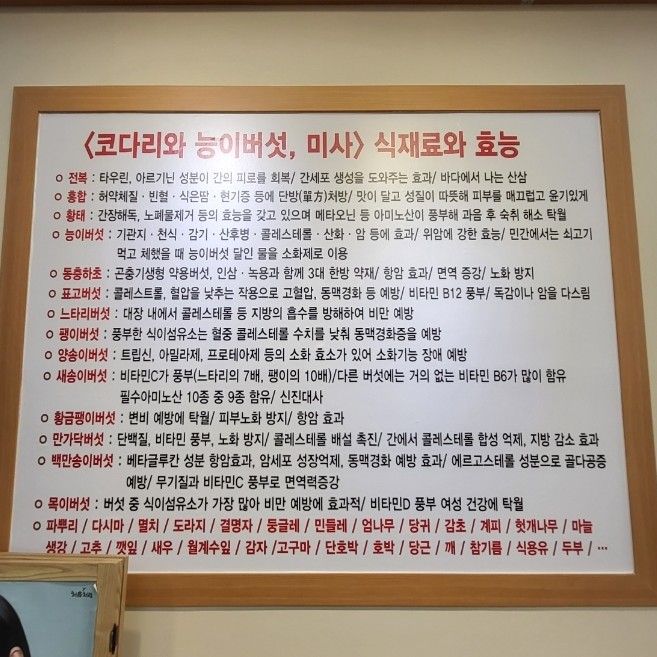 <코다리와 능이버섯, 미사> 식재료와 효능
○ 전복 : 타우린, 아르기닌 성분이 간의 피로를 회복/ 간세포 생성을 도와주는 효과/ 바다에서 나는 산삼
○ 홍합 : 허약체질 · 빈혈 · 식은땀 · 현기증 등에 단방(單方)처방/ 맛이 달고 성질이 따뜻해 피부를 매끄럽고 윤기있게
○ 황태 : 간장해독, 노폐물제거 등의 효능을 갖고 있으며 메타오닌 등 아미노산이 풍부해 과음 후 숙취 해소 탁월
○ 능이버섯 : 기관지 · 천식 · 감기 · 산후병 · 콜레스테롤 · 산화 · 암 등에 효과/ 위암에 강한 효능/ 민간에서는 쇠고기
먹고 체했을 때 능이버섯 달인 물을 소화제로 이용
○ 동충하초 : 곤충기생형 약용버섯, 인삼 · 녹용과 함께 3대 한방 약재/ 항암 효과/ 면역 증강/ 노화 방지
○ 표고버섯 : 콜레스트롤, 혈압을 낮추는 작용으로 고혈압, 동맥경화 등 예방/ 비타민 B12 풍부/ 독감이나 암을 다스림
○ 느타리버섯 : 대장 내에서 콜레스테롤 등 지방의 흡수를 방해하여 비만 예방
○ 팽이버섯 : 풍부한 식이섬유소는 혈중 콜레스테롤 수치를 낮춰 동맥경화증을 예방
○ 양송이버섯 : 트립신, 아밀라제, 프로테아제 등의 소화 효소가 있어 소화기능 장애 예방
○ 새송이버섯 : 비타민C가 풍부(느타리의 7배, 팽이의 10배)/다른 버섯에는 거의 없는 비타민 B6가 많이 함유
필수아미노산 10종 중 9종 함유/ 신진대사
○ 황금팽이버섯 : 변비 예방에 탁월/ 피부노화 방지/ 항암 효과
○ 만가닥버섯 : 단백질, 비타민 풍부, 노화 방지/ 콜레스테롤 배설 촉진/ 간에서 콜레스테롤 합성 억제, 지방 감소 효과
○ 백만송이버섯 : 베타글루칸 성분 항암효과, 암세포 성장억제, 동맥경화 예방 효과/ 에르고스테롤 성분으로 골다공증
예방/ 무기질과 비타민C 풍부로 면역력증강
○ 목이버섯 : 버섯 중 식이섬유소가 가장 많아 비만 예방에 효과적/ 비타민D 풍부 여성 건강에 탁월
○ 파뿌리 / 다시마 / 멸치 / 도라지 / 결명자 / 둥글레 / 민들레 / 엄나무 / 당귀 / 감초 / 계피 / 헛개나무 / 마늘
생강 / 고추 / 깻잎 / 새우 / 월계수잎 / 감자 /고구마 / 단호박 / 호박 / 당근 / 깨 / 참기름 / 식용유 / 두부 / …